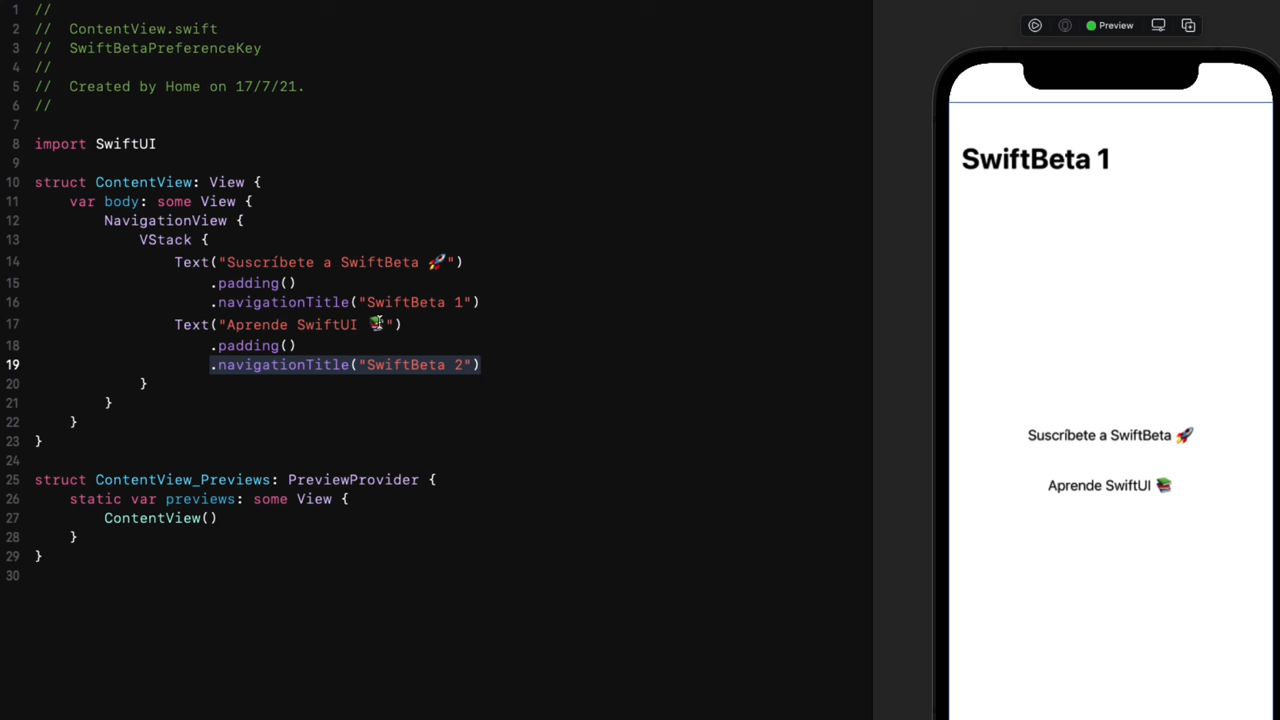 1 //
2 //  ContentView.swift
3 //  SwiftBetaPreferenceKey
4 //
5 //  Created by Home on 17/7/21.
6 //
7
8 import SwiftUI
9
10 struct ContentView: View {
11     var body: some View {
12         NavigationView {
13             VStack {
14                 Text("Suscríbete a SwiftBeta 🚀")
15                     .padding()
16                     .navigationTitle("SwiftBeta 1")
17                 Text("Aprende SwiftUI 📚")
18                     .padding()
19                     .navigationTitle("SwiftBeta 2")
20             }
21         }
22     }
23 }
24
25 struct ContentView_Previews: PreviewProvider {
26     static var previews: some View {
27         ContentView()
28     }
29 }
30
Preview
SwiftBeta 1
Suscríbete a SwiftBeta 🚀
Aprende SwiftUI 📚